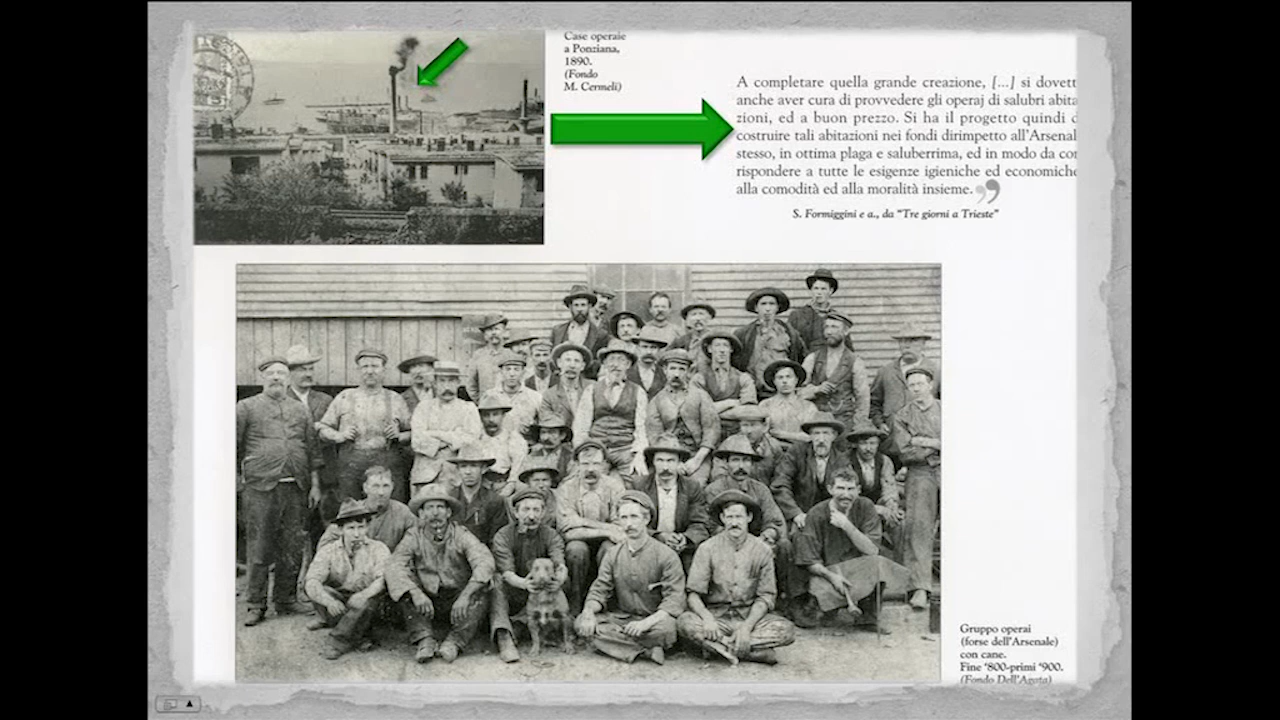 Case operaie
a Ponziana,
1890.
(Fondo
M. Cermeli)
A completare quella grande creazione, [...] si dovett
anche aver cura di provvedere gli operaj di salubri abita
zioni, ed a buon prezzo. Si ha il progetto quindi d
costruire tali abitazioni nei fondi dirimpetto all'Arsenal
stesso, in ottima plaga e saluberrima, ed in modo da cor
rispondere a tutte le esigenze igieniche ed economiche
alla comodità ed alla moralità insieme.”
S. Formiggini e a., da “Tre giorni a Trieste”
Gruppo operai
(forse dell'Arsenale)
con cane.
Fine ‘800-primi ‘900.
(Fondo Dell'Agata)